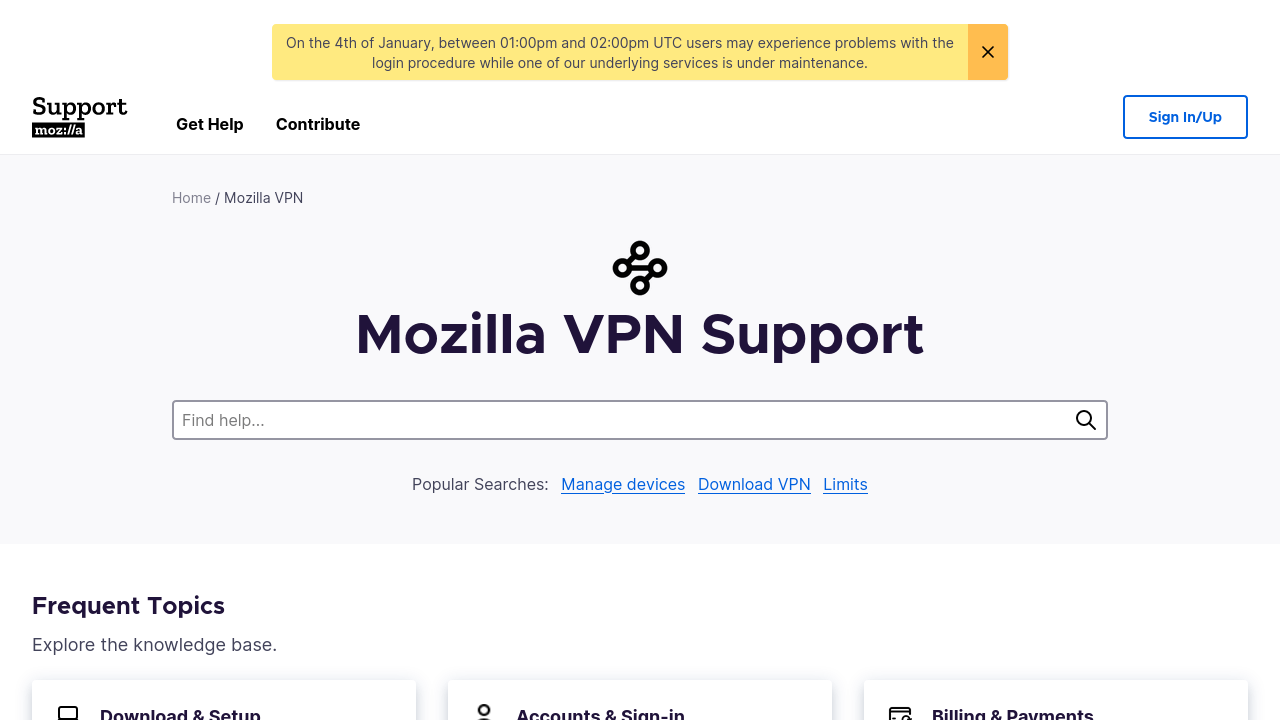 On the 4th of January, between 01:00pm and 02:00pm UTC users may experience problems with the
login procedure while one of our underlying services is under maintenance.
Support
moz://a
Get Help
Contribute
Sign In/Up
Home / Mozilla VPN
Mozilla VPN Support
Find help...
Popular Searches: Manage devices Download VPN Limits
Frequent Topics
Explore the knowledge base.
Download & Setup
Accounts & Sign-in
Billing & Payments